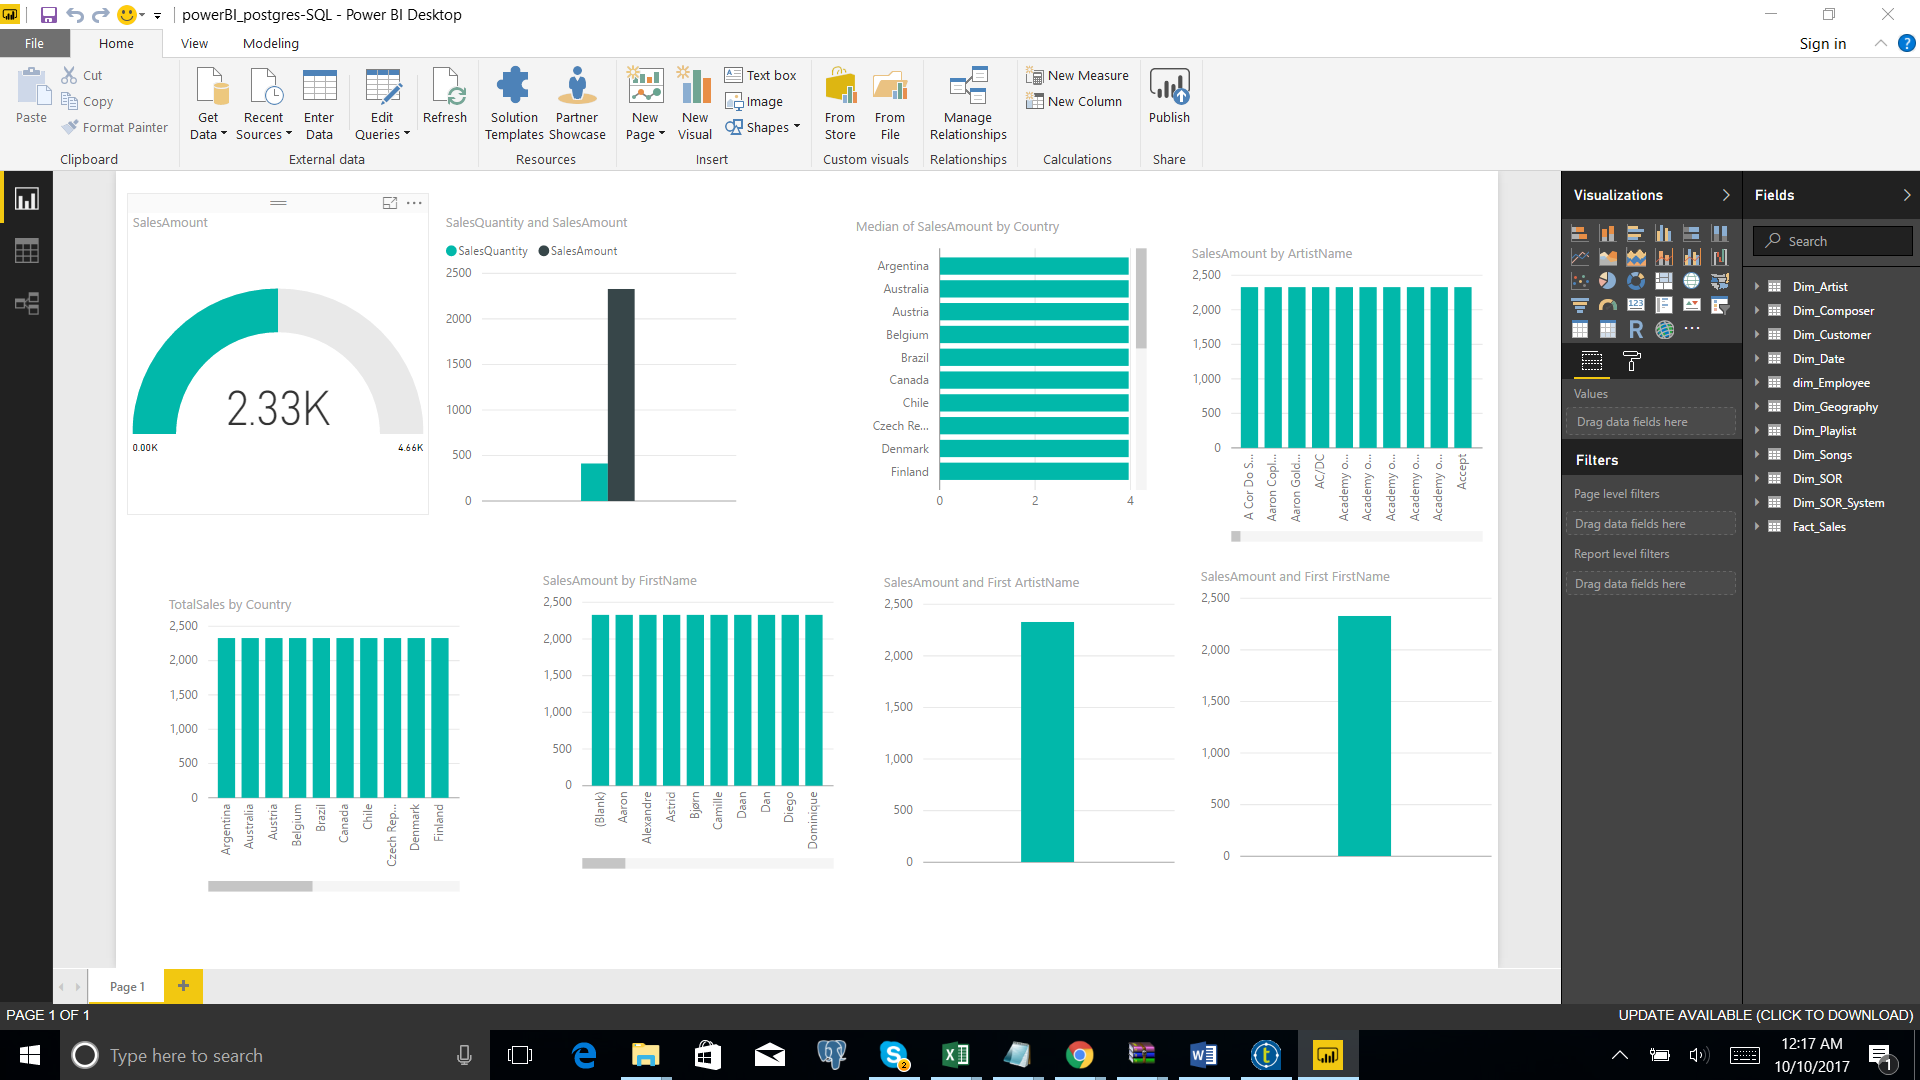 powerBI_postgres-SQL - Power BI Desktop
File
Home
View
Modeling
Sign in
?
Paste
Cut
Copy
Format Painter
Clipboard
Get Data
Recent Sources
Enter Data
Edit Queries
Refresh
External data
Solution Templates
Partner Showcase
Resources
New Page
New Visual
Text box
Image
Shapes
Insert
From Store
From File
Custom visuals
Manage Relationships
Relationships
New Measure
New Column
Calculations
Publish
Share
SalesAmount
2.33K
0.00K
4.66K
SalesQuantity and SalesAmount
SalesQuantity SalesAmount
2500
2000
1500
1000
500
0
Median of SalesAmount by Country
Argentina
Australia
Austria
Belgium
Brazil
Canada
Chile
Czech Re...
Denmark
Finland
0 2 4
SalesAmount by ArtistName
2,500
2,000
1,500
1,000
500
0
A Cor Do S...
Aaron Copl...
Aaron Gold...
AC/DC
Academy o...
Academy o...
Academy o...
Academy o...
Academy o...
Accept
TotalSales by Country
2,500
2,000
1,500
1,000
500
0
Argentina
Australia
Austria
Belgium
Brazil
Canada
Chile
Czech Rep...
Denmark
Finland
SalesAmount by FirstName
2,500
2,000
1,500
1,000
500
0
(Blank)
Aaron
Alexandre
Astrid
Bjørn
Camille
Daan
Dan
Diego
Dominique
SalesAmount and First ArtistName
2,500
2,000
1,500
1,000
500
0
SalesAmount and First FirstName
2,500
2,000
1,500
1,000
500
0
Visualizations
123
R
Values
Drag data fields here
Filters
Page level filters
Drag data fields here
Report level filters
Drag data fields here
Fields
Search
Dim_Artist
Dim_Composer
Dim_Customer
Dim_Date
dim_Employee
Dim_Geography
Dim_Playlist
Dim_Songs
Dim_SOR
Dim_SOR_System
Fact_Sales
Page 1
PAGE 1 OF 1
UPDATE AVAILABLE (CLICK TO DOWNLOAD)
Type here to search
2
12:17 AM
10/10/2017
1